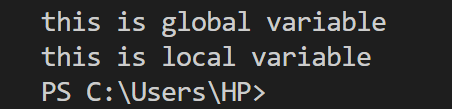 this is global variable
this is local variable
PS C:\Users\HP>